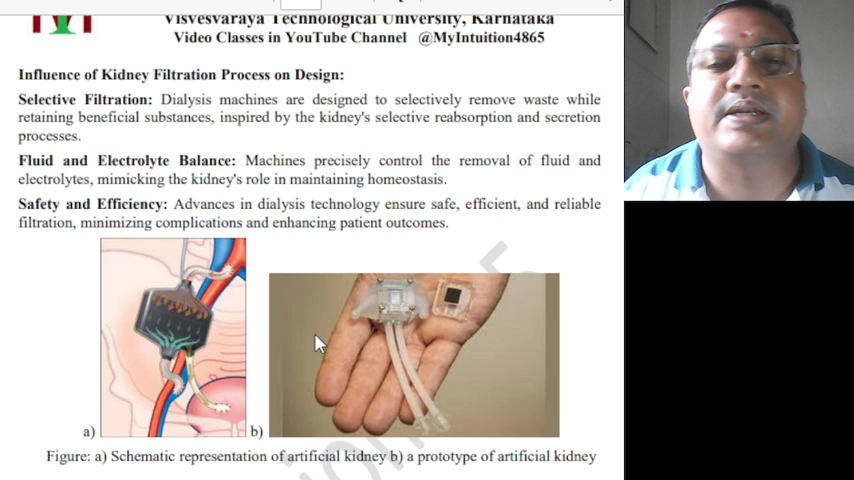 Visvesvaraya Technological University, Karnataka
Video Classes in YouTube Channel @MyIntuition4865
Influence of Kidney Filtration Process on Design:
Selective Filtration: Dialysis machines are designed to selectively remove waste while
retaining beneficial substances, inspired by the kidney's selective reabsorption and secretion
processes.
Fluid and Electrolyte Balance: Machines precisely control the removal of fluid and
electrolytes, mimicking the kidney's role in maintaining homeostasis.
Safety and Efficiency: Advances in dialysis technology ensure safe, efficient, and reliable
filtration, minimizing complications and enhancing patient outcomes.
a)
b)
Figure: a) Schematic representation of artificial kidney b) a prototype of artificial kidney